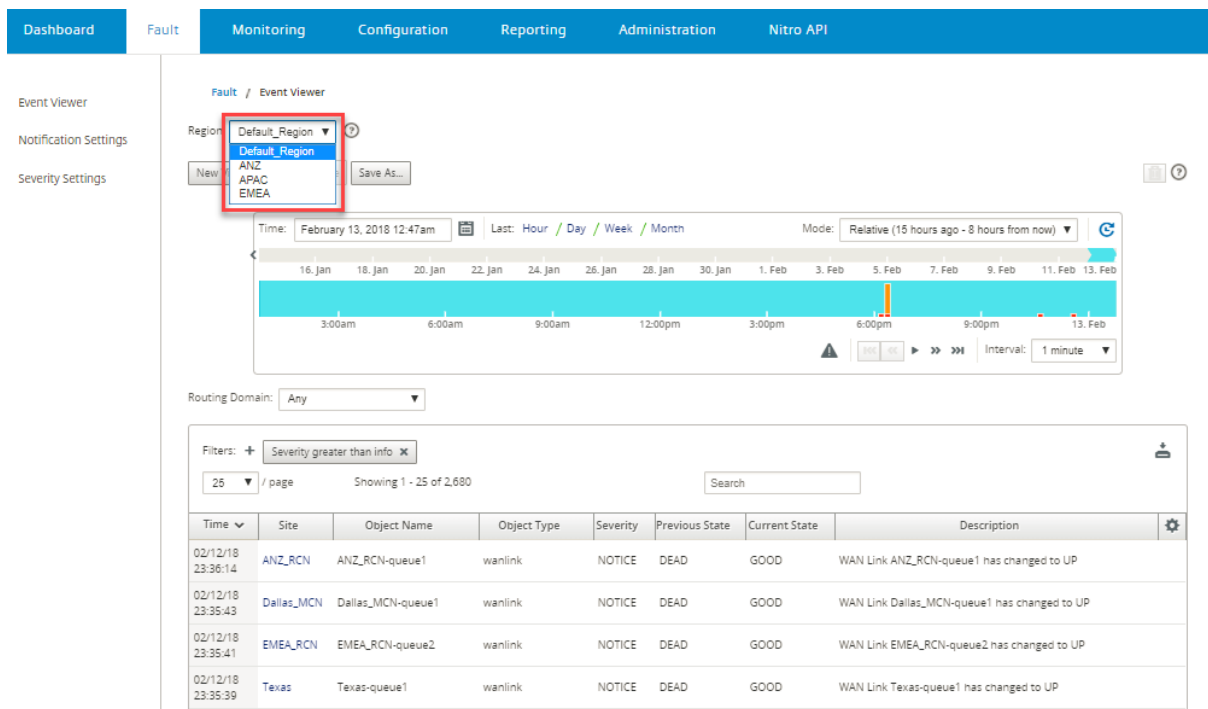 Dashboard Fault Monitoring Configuration Reporting Administration Nitro API
Event Viewer
Notification Settings
Severity Settings
Fault / Event Viewer
Region Default_Region
Default_Region
ANZ
APAC
EMEA
New Save As...
Time: February 13, 2018 12:47am Last: Hour / Day / Week / Month Mode: Relative (15 hours ago - 8 hours from now)
16. Jan 18. Jan 20. Jan 22. Jan 24. Jan 26. Jan 28. Jan 30. Jan 1. Feb 3. Feb 5. Feb 7. Feb 9. Feb 11. Feb 13. Feb
3:00am 6:00am 9:00am 12:00pm 3:00pm 6:00pm 9:00pm 13. Feb
Interval: 1 minute
Routing Domain: Any
Filters: + Severity greater than info ×
25 / page Showing 1 - 25 of 2,680 Search
Time Site Object Name Object Type Severity Previous State Current State Description
02/12/18
23:36:14 ANZ_RCN ANZ_RCN-queue1 wanlink NOTICE DEAD GOOD WAN Link ANZ_RCN-queue1 has changed to UP
02/12/18
23:35:43 Dallas_MCN Dallas_MCN-queue1 wanlink NOTICE DEAD GOOD WAN Link Dallas_MCN-queue1 has changed to UP
02/12/18
23:35:41 EMEA_RCN EMEA_RCN-queue2 wanlink NOTICE DEAD GOOD WAN Link EMEA_RCN-queue2 has changed to UP
02/12/18
23:35:39 Texas Texas-queue1 wanlink NOTICE DEAD GOOD WAN Link Texas-queue1 has changed to UP